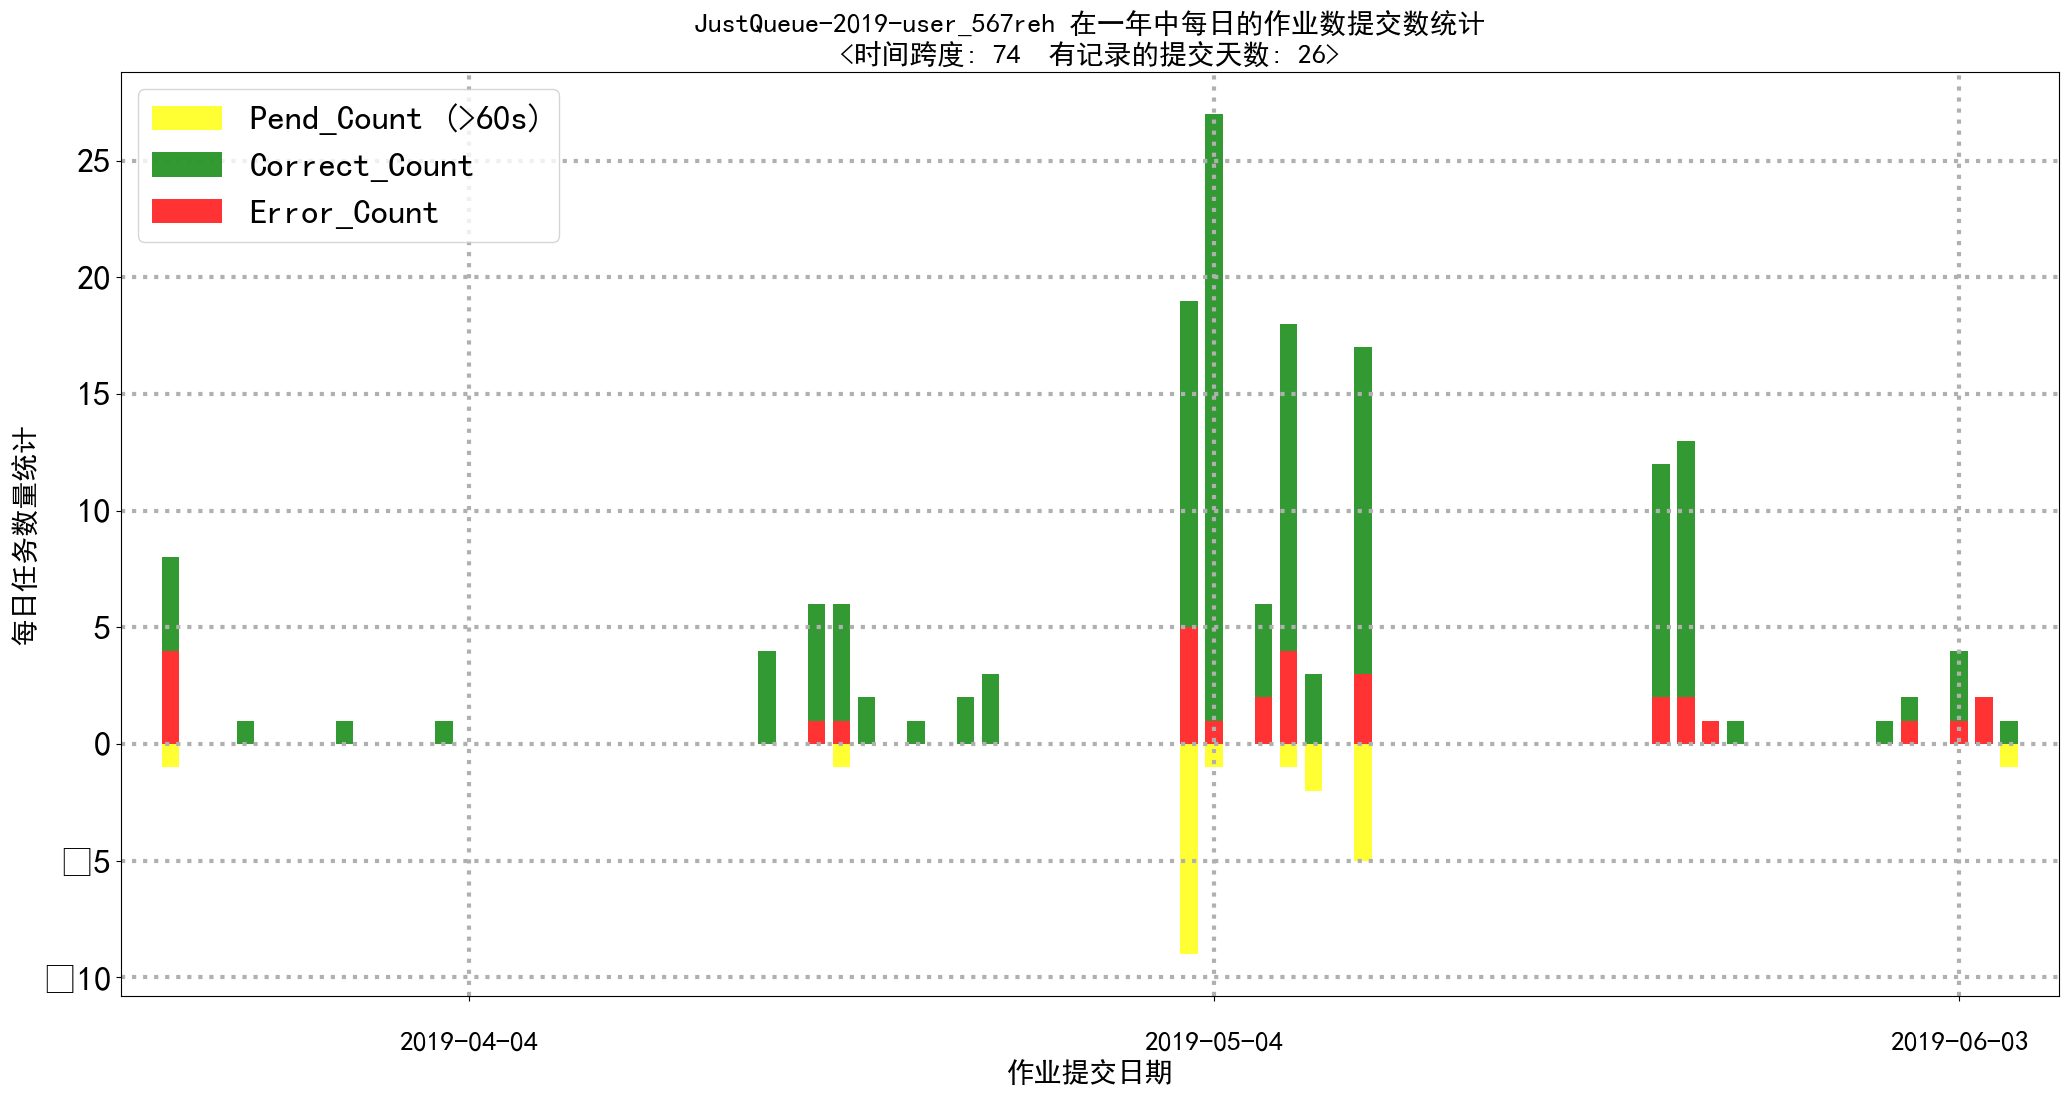 JustQueue-2019-user_567reh 在一年中每日的作业数提交数统计
<时间跨度: 74  有记录的提交天数: 26>
Pend_Count (>60s)
Correct_Count
Error_Count
25
20
15
10
5
0
□5
□10
每日任务数量统计
2019-04-04
2019-05-04
2019-06-03
作业提交日期